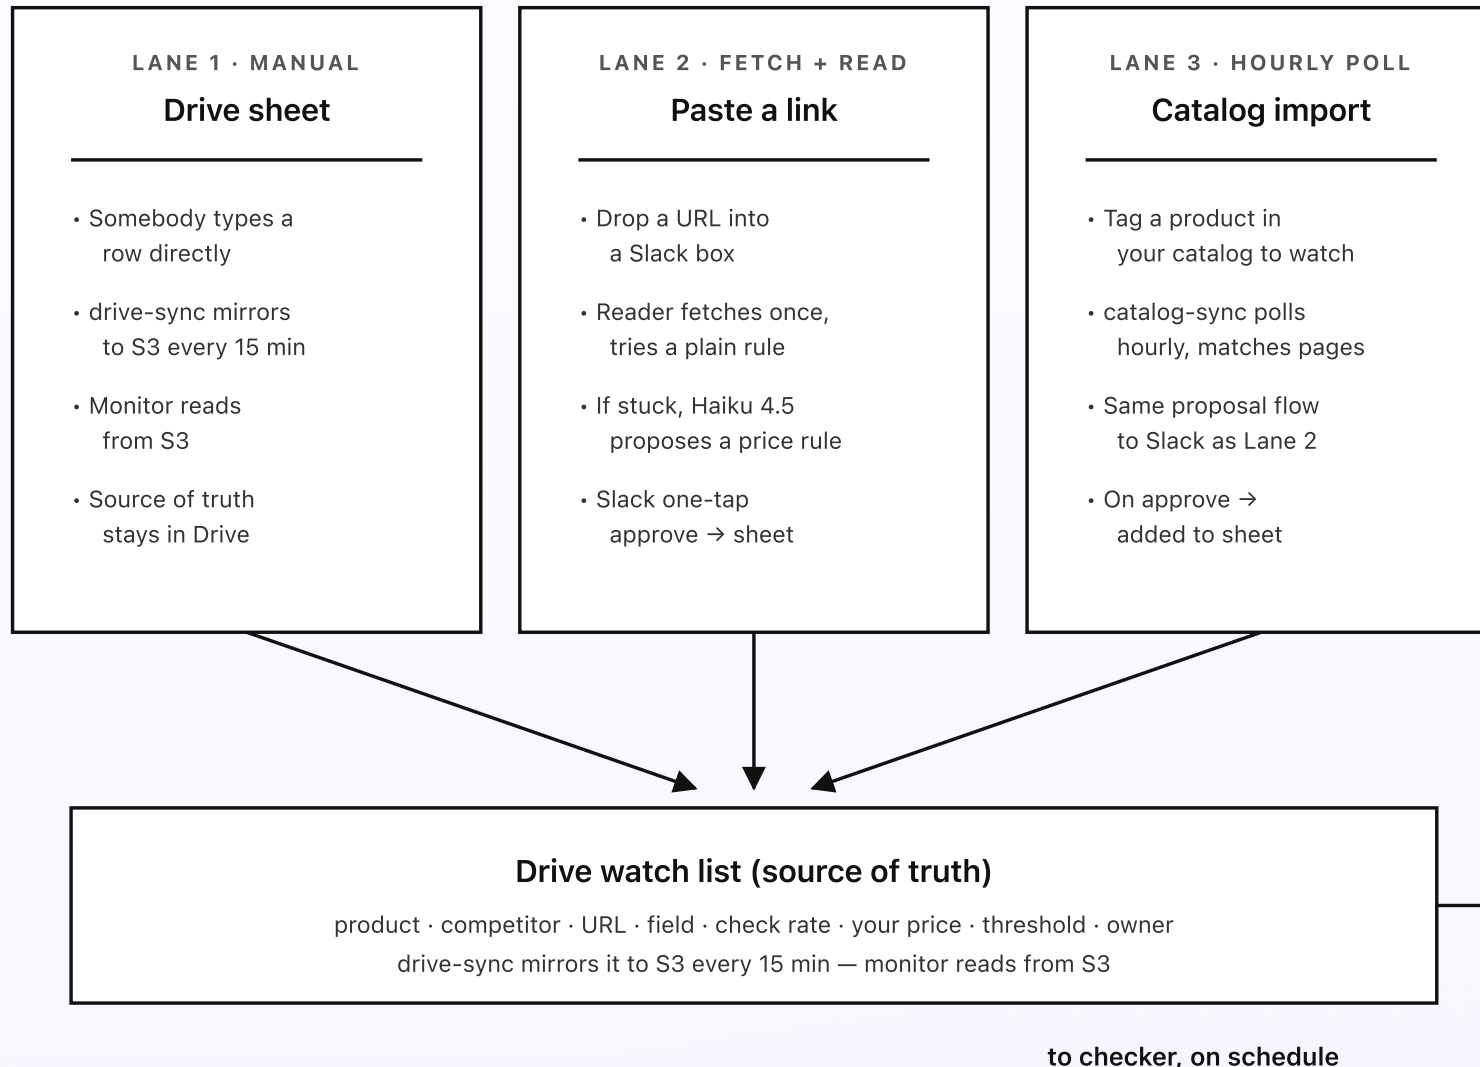 LANE 1 · MANUAL
Drive sheet
• Somebody types a
row directly
• drive-sync mirrors
to S3 every 15 min
• Monitor reads
from S3
• Source of truth
stays in Drive
LANE 2 · FETCH + READ
Paste a link
• Drop a URL into
a Slack box
• Reader fetches once,
tries a plain rule
• If stuck, Haiku 4.5
proposes a price rule
• Slack one-tap
approve → sheet
LANE 3 · HOURLY POLL
Catalog import
• Tag a product in
your catalog to watch
• catalog-sync polls
hourly, matches pages
• Same proposal flow
to Slack as Lane 2
• On approve →
added to sheet
Drive watch list (source of truth)
product · competitor · URL · field · check rate · your price · threshold · owner
drive-sync mirrors it to S3 every 15 min — monitor reads from S3
to checker, on schedule